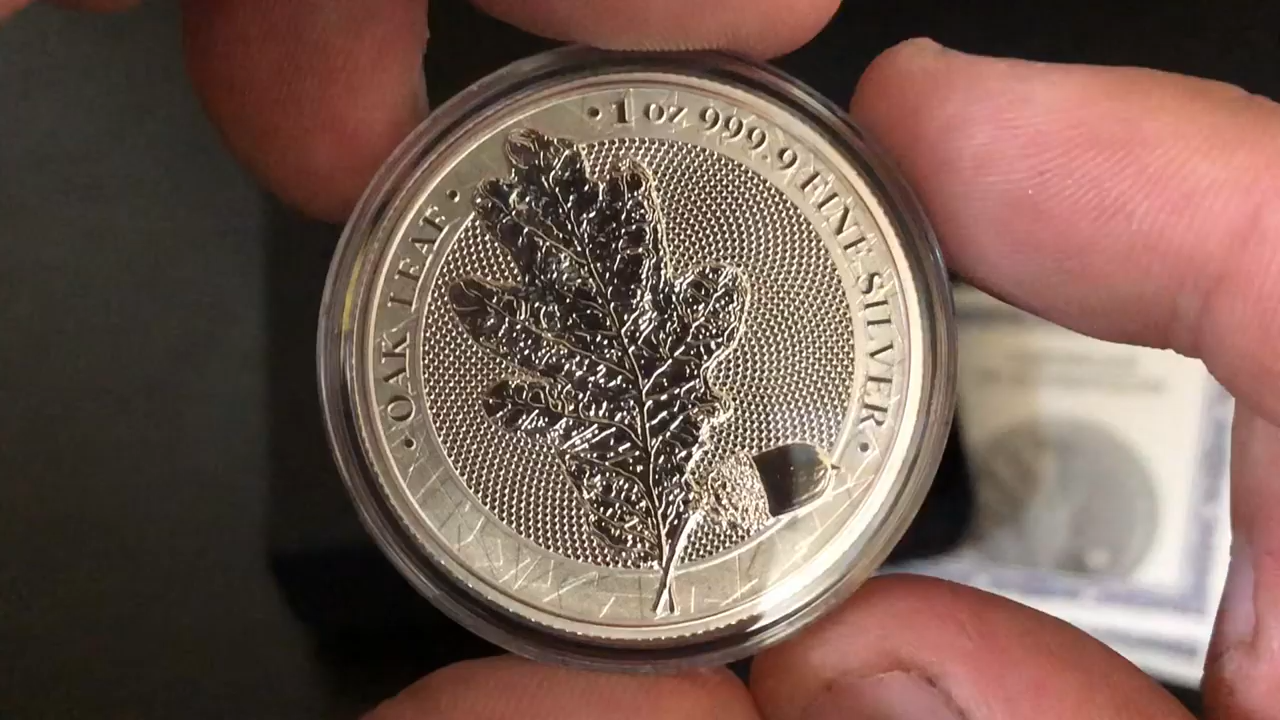 • OAK LEAF •
• 1 oz 999.9 FINE SILVER •